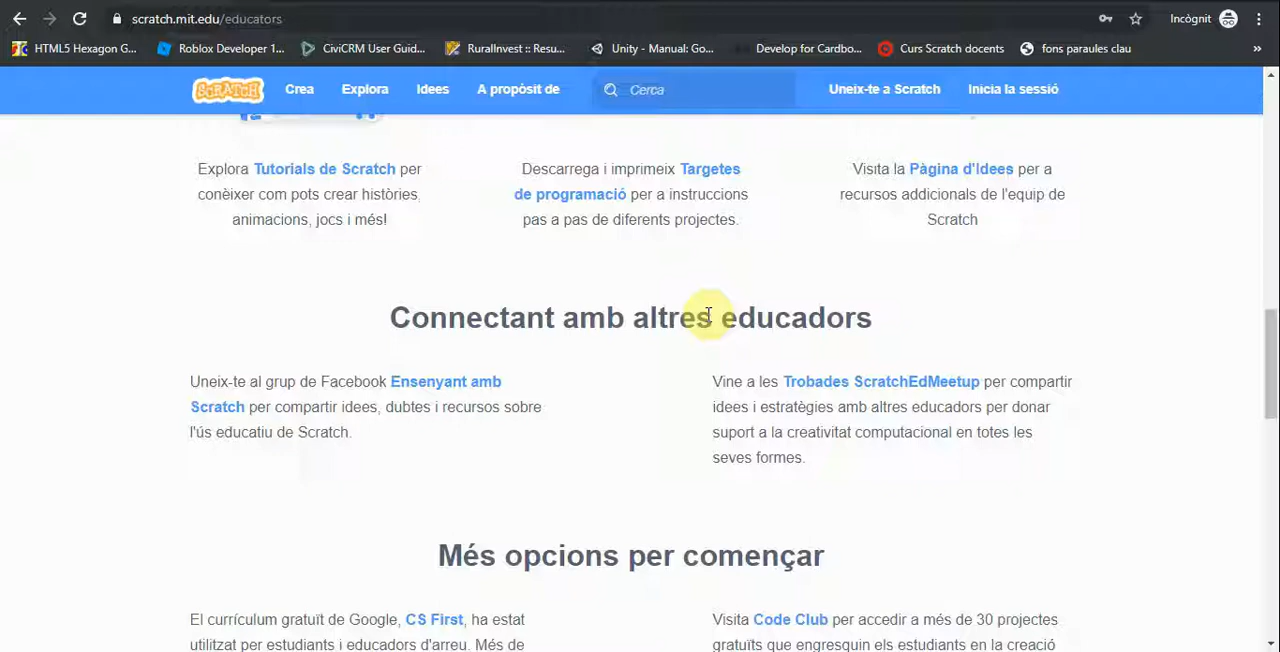 scratch.mit.edu/educators
Incògnit
HTML5 Hexagon G...
Roblox Developer 1...
CiviCRM User Guid...
RuralInvest :: Resu...
Unity - Manual: Go...
Develop for Cardbo...
Curs Scratch docents
fons paraules clau
»
SCRATCH
Crea
Explora
Idees
A propòsit de
Cerca
Uneix-te a Scratch
Inicia la sessió
Explora Tutorials de Scratch per
conèixer com pots crear històries,
animacions, jocs i més!
Descarrega i imprimeix Targetes
de programació per a instruccions
pas a pas de diferents projectes.
Visita la Pàgina d'Idees per a
recursos addicionals de l'equip de
Scratch
Connectant amb altres educadors
Uneix-te al grup de Facebook Ensenyant amb
Scratch per compartir idees, dubtes i recursos sobre
l'ús educatiu de Scratch.
Vine a les Trobades ScratchEdMeetup per compartir
idees i estratègies amb altres educadors per donar
suport a la creativitat computacional en totes les
seves formes.
Més opcions per començar
El currículum gratuït de Google, CS First, ha estat
utilitzat per estudiants i educadors d'arreu. Més de
Visita Code Club per accedir a més de 30 projectes
gratuïts que engresquin els estudiants en la creació